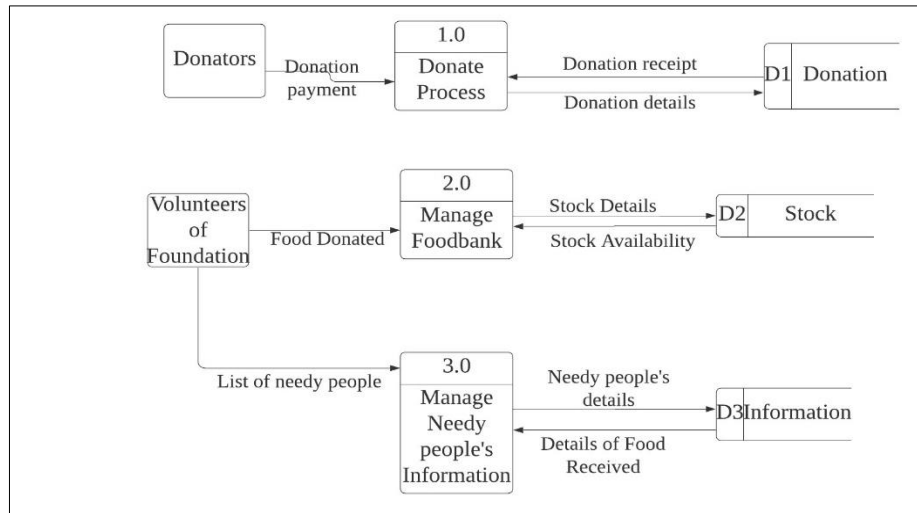 Donators
Donation
payment
1.0
Donate
Process
Donation receipt
Donation details
D1 Donation
Volunteers
of
Foundation
Food Donated
2.0
Manage
Foodbank
Stock Details
Stock Availability
D2 Stock
List of needy people
3.0
Manage
Needy
people's
Information
Needy people's
details
Details of Food
Received
D3 Information